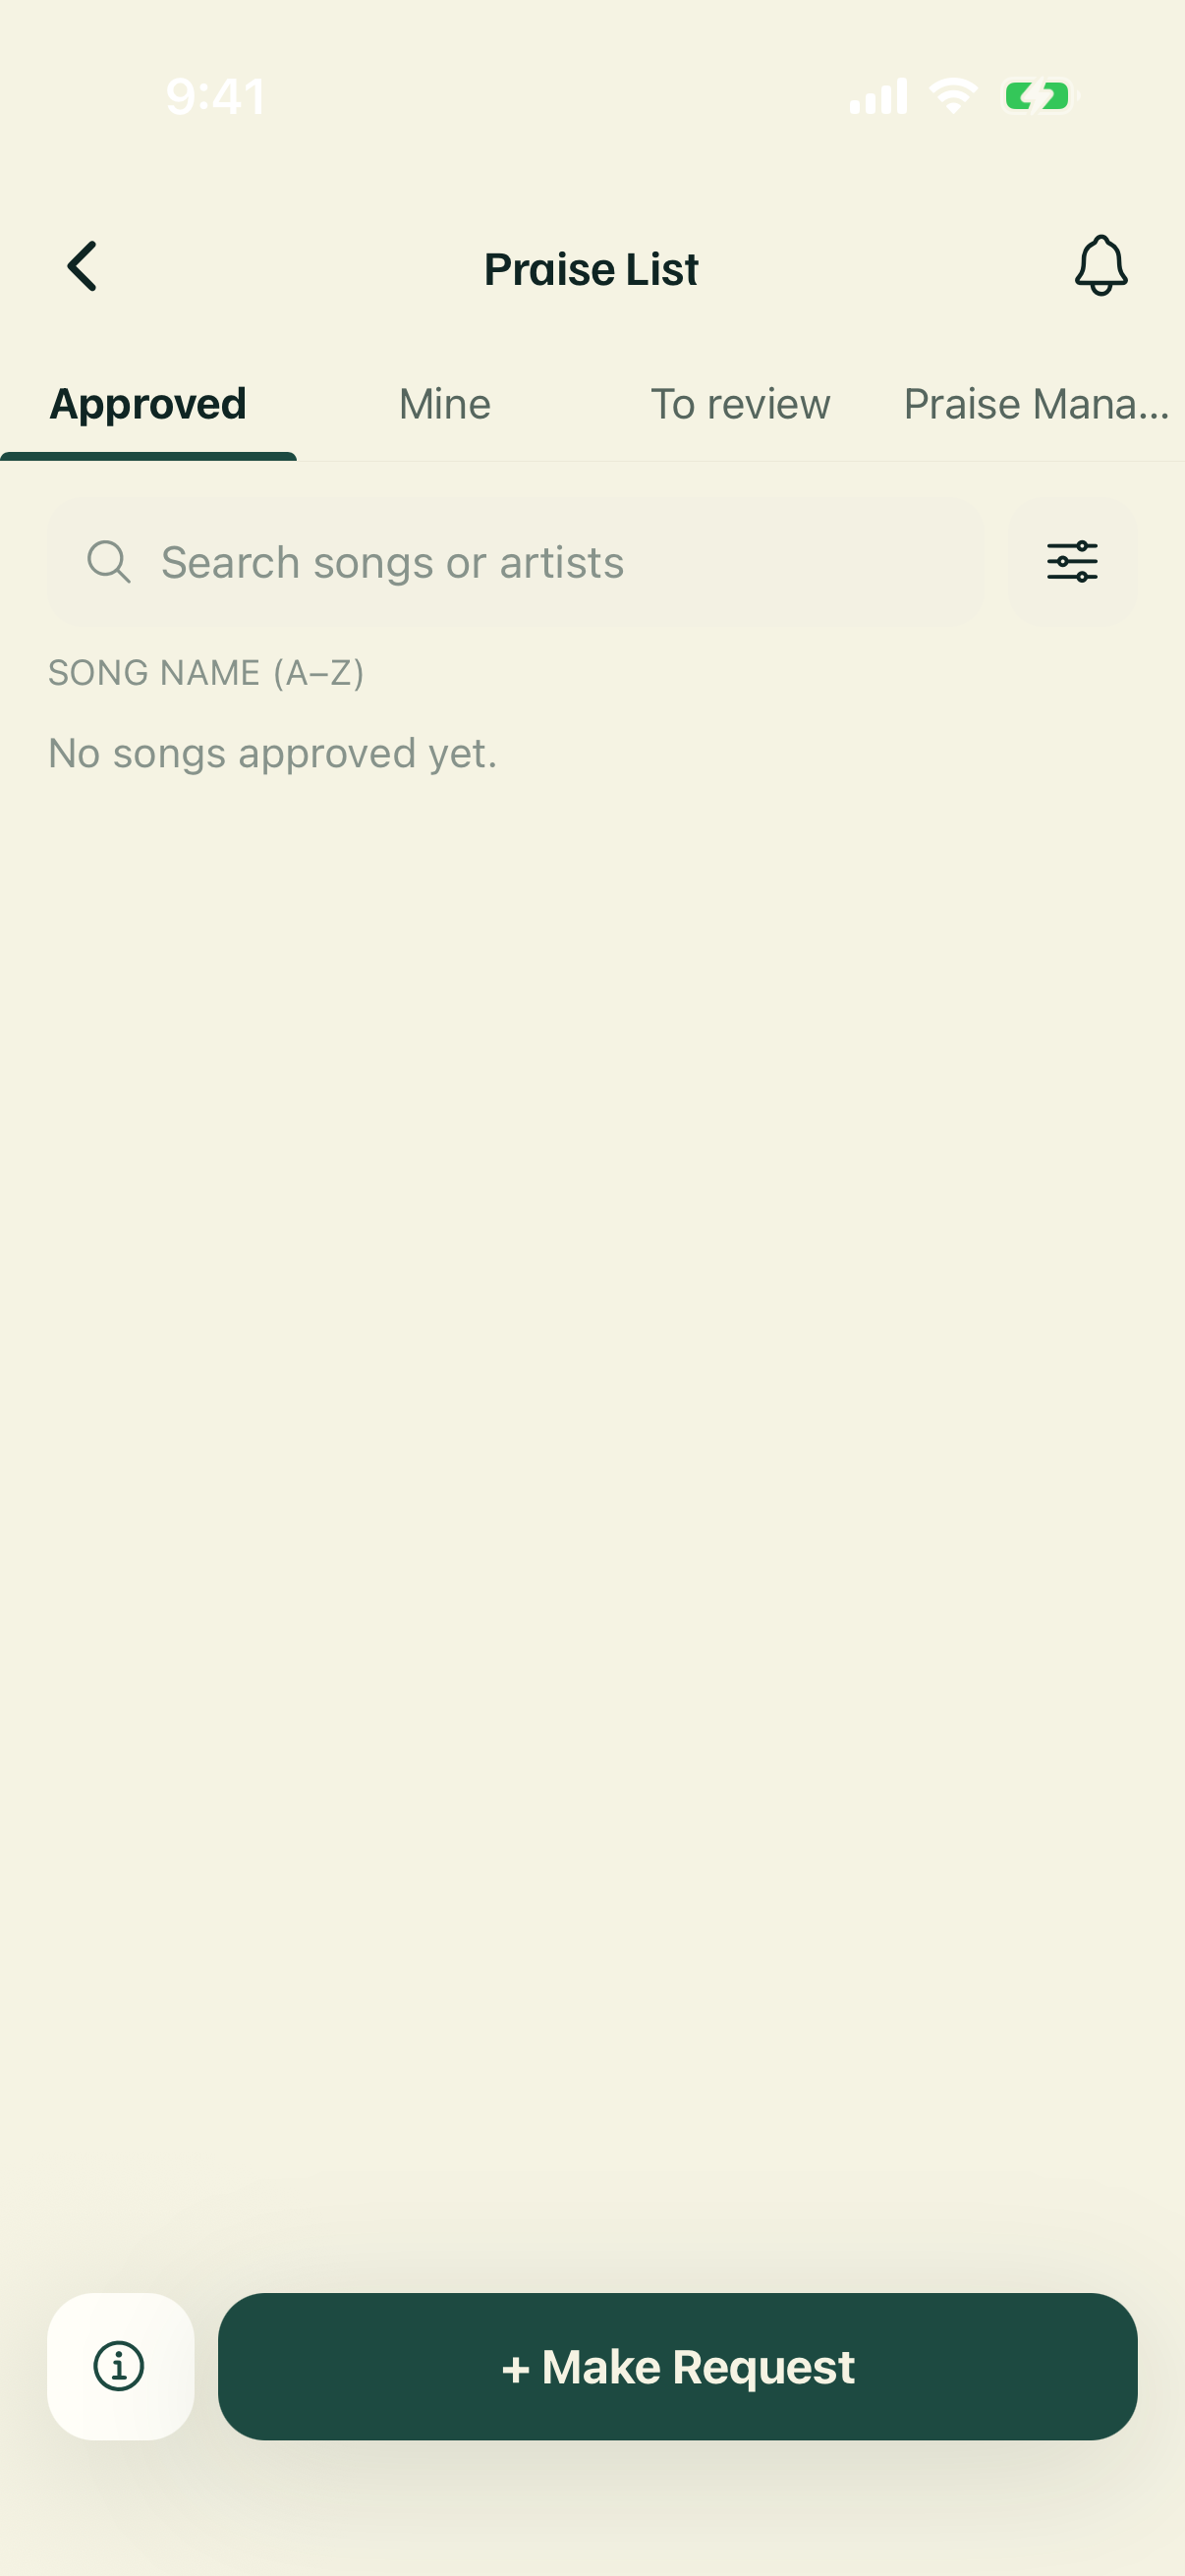 9:41
Praise List
Approved
Mine
To review
Praise Mana...
Search songs or artists
SONG NAME (A–Z)
No songs approved yet.
+ Make Request